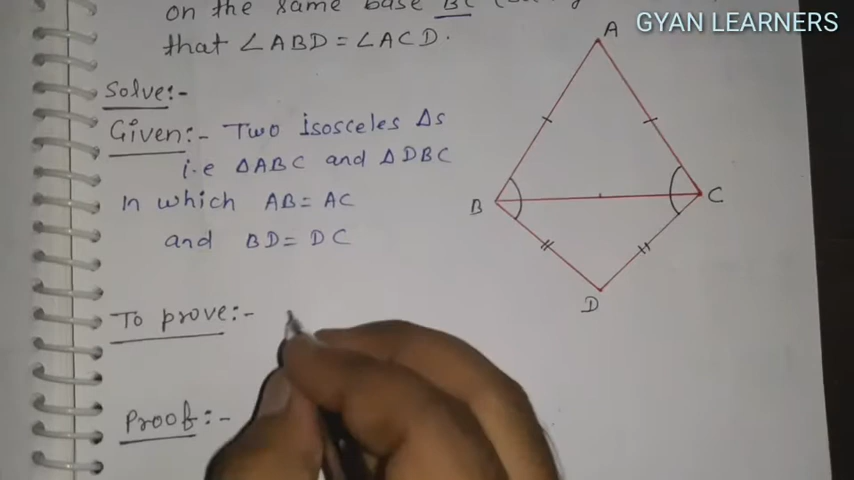 on the same base BC
that ∠ABD = ∠ACD.
GYAN LEARNERS
Solve:-
Given:- Two isosceles Δs
i.e ΔABC and ΔDBC
In which AB = AC
and BD = DC
To prove:-
Proof:-
A
B
C
D